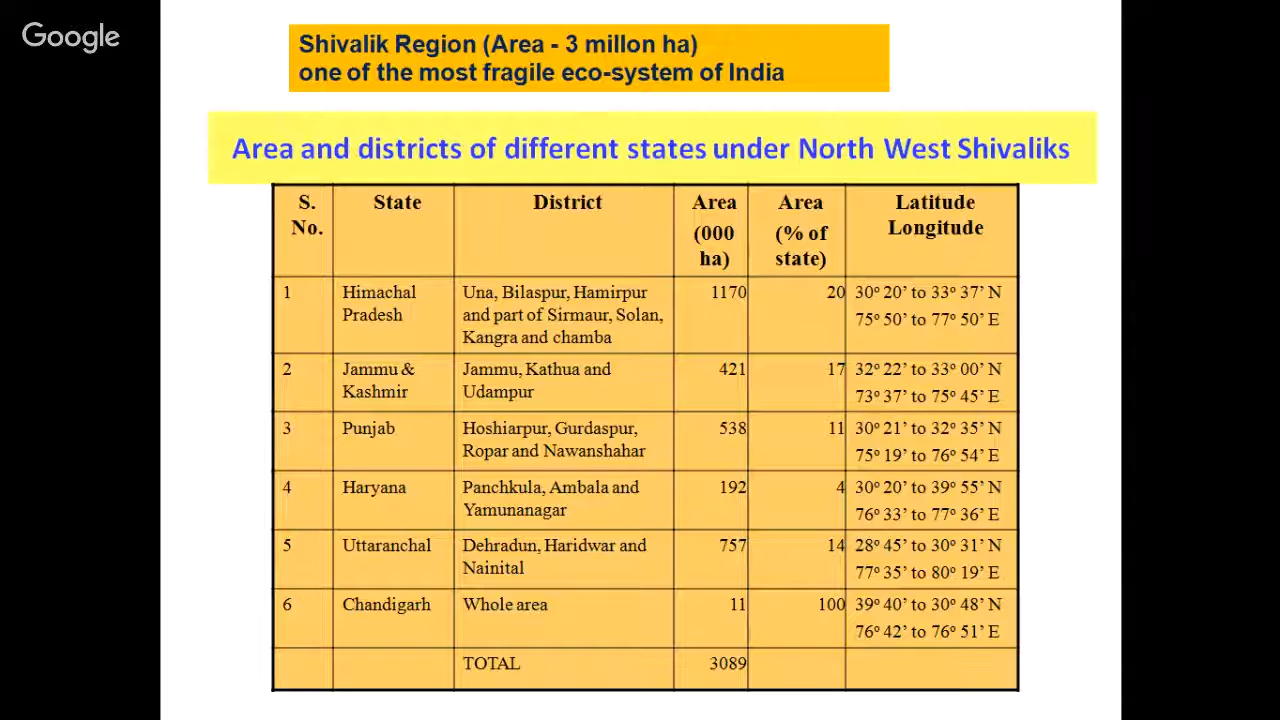 Google
Shivalik Region (Area - 3 millon ha)
one of the most fragile eco-system of India
Area and districts of different states under North West Shivaliks
S. No. State District Area (000 ha) Area (% of state) Latitude Longitude
1 Himachal Pradesh Una, Bilaspur, Hamirpur and part of Sirmaur, Solan, Kangra and chamba 1170 20 30º 20’ to 33º 37’ N 75º 50’ to 77º 50’ E
2 Jammu & Kashmir Jammu, Kathua and Udampur 421 17 32º 22’ to 33º 00’ N 73º 37’ to 75º 45’ E
3 Punjab Hoshiarpur, Gurdaspur, Ropar and Nawanshahar 538 11 30º 21’ to 32º 35’ N 75º 19’ to 76º 54’ E
4 Haryana Panchkula, Ambala and Yamunanagar 192 4 30º 20’ to 39º 55’ N 76º 33’ to 77º 36’ E
5 Uttaranchal Dehradun, Haridwar and Nainital 757 14 28º 45’ to 30º 31’ N 77º 35’ to 80º 19’ E
6 Chandigarh Whole area 11 100 39º 40’ to 30º 48’ N 76º 42’ to 76º 51’ E
TOTAL 3089